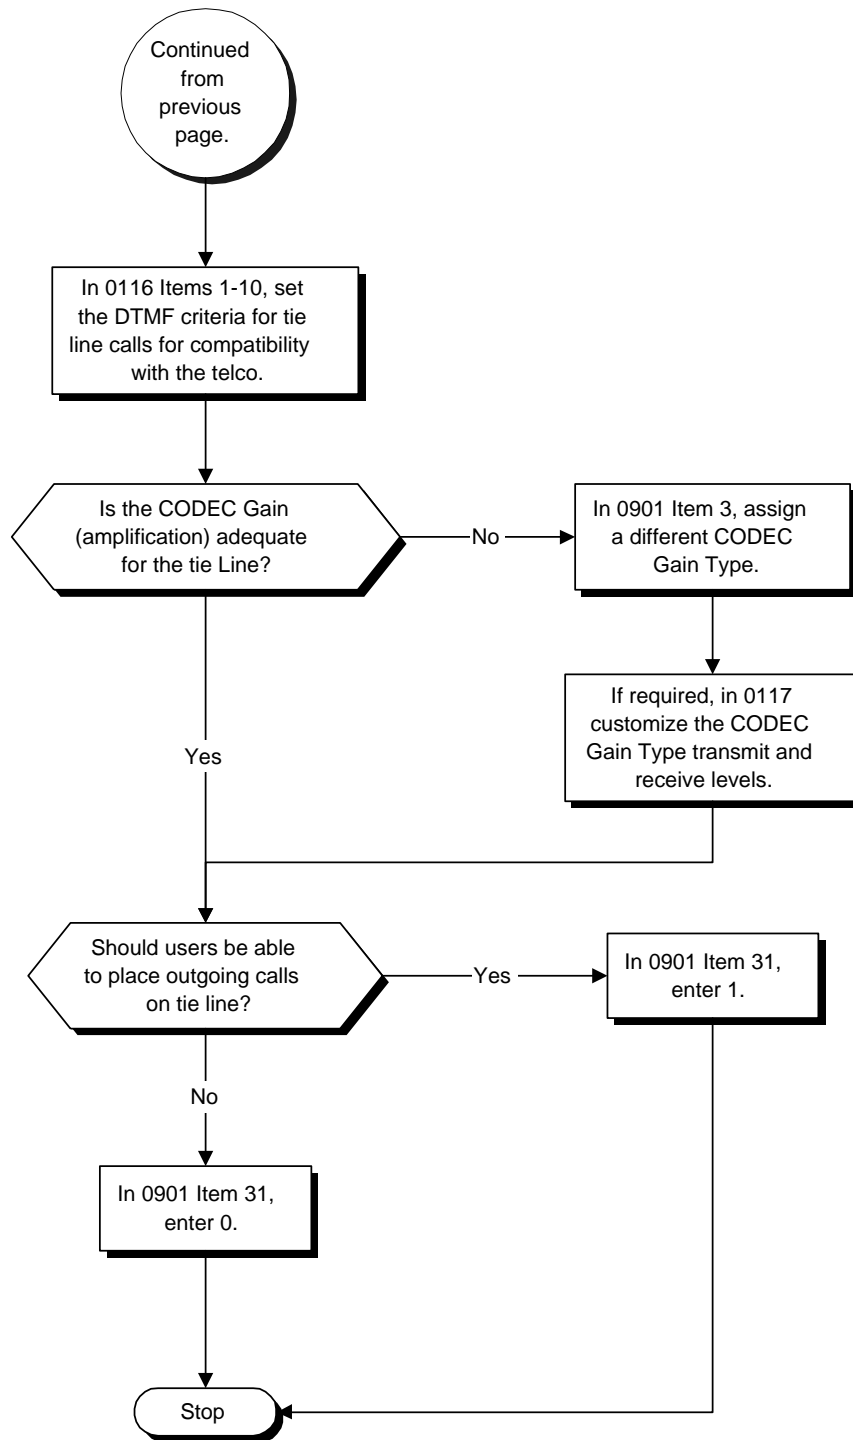 Continued
from
previous
page.
In 0116 Items 1-10, set
the DTMF criteria for tie
line calls for compatibility
with the telco.
Is the CODEC Gain
(amplification) adequate
for the tie Line?
No
In 0901 Item 3, assign
a different CODEC
Gain Type.
If required, in 0117
customize the CODEC
Gain Type transmit and
receive levels.
Yes
Should users be able
to place outgoing calls
on tie line?
Yes
In 0901 Item 31,
enter 1.
No
In 0901 Item 31,
enter 0.
Stop